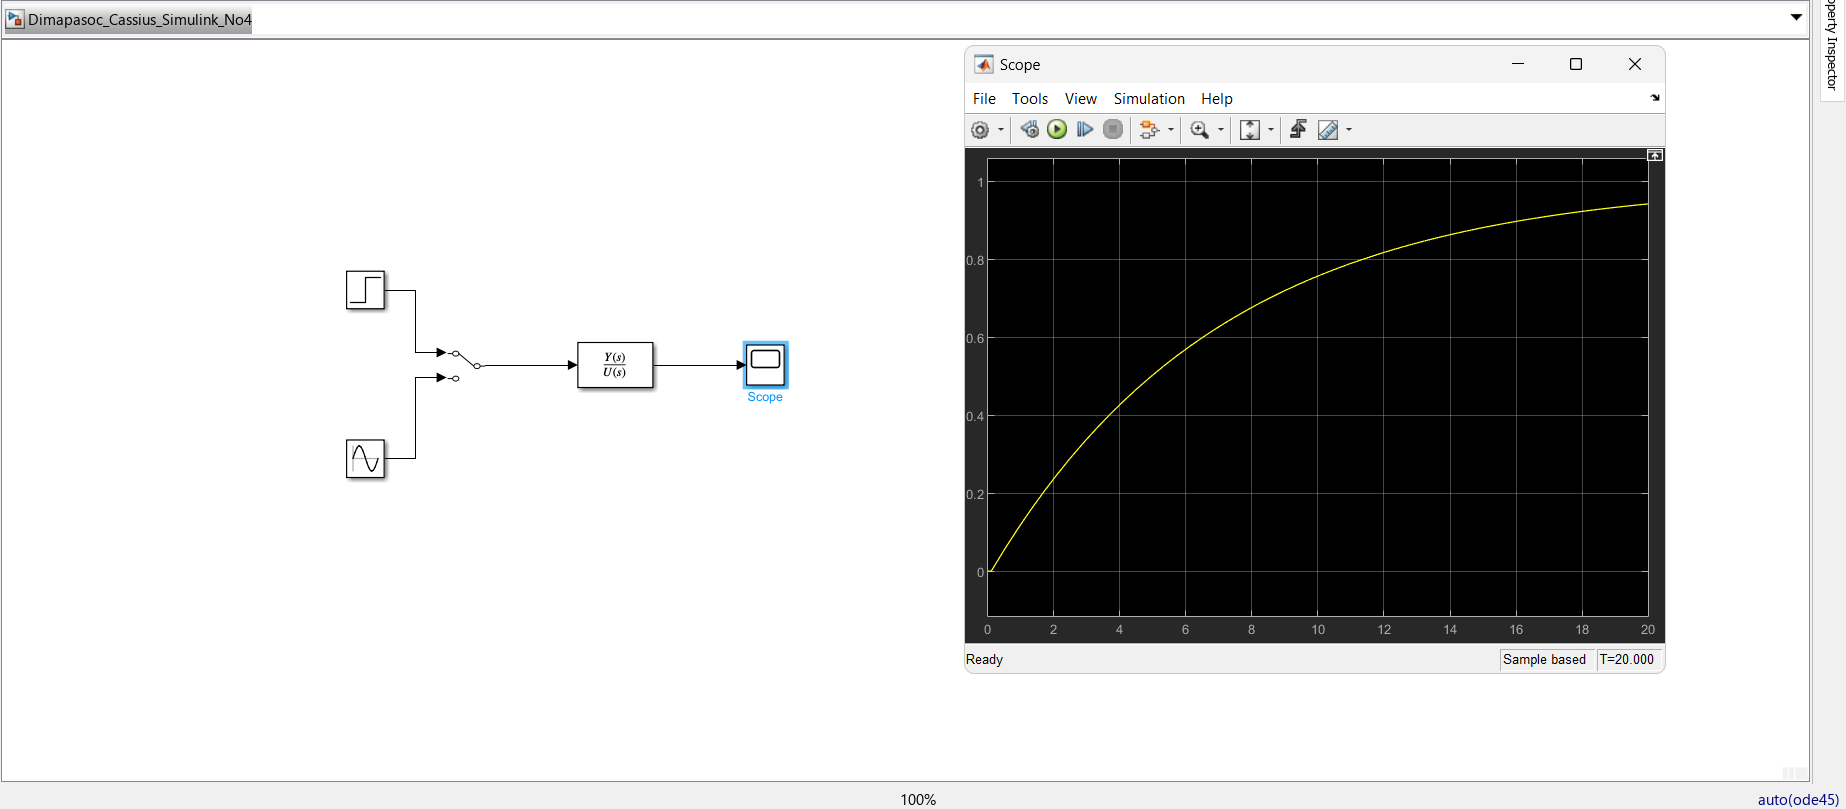 Dimapasoc_Cassius_Simulink_No4
operty Inspector
Scope
File Tools View Simulation Help
1
0.8
0.6
0.4
0.2
0
0 2 4 6 8 10 12 14 16 18 20
Ready Sample based T=20.000
Y(s)
U(s)
Scope
100% auto(ode45)